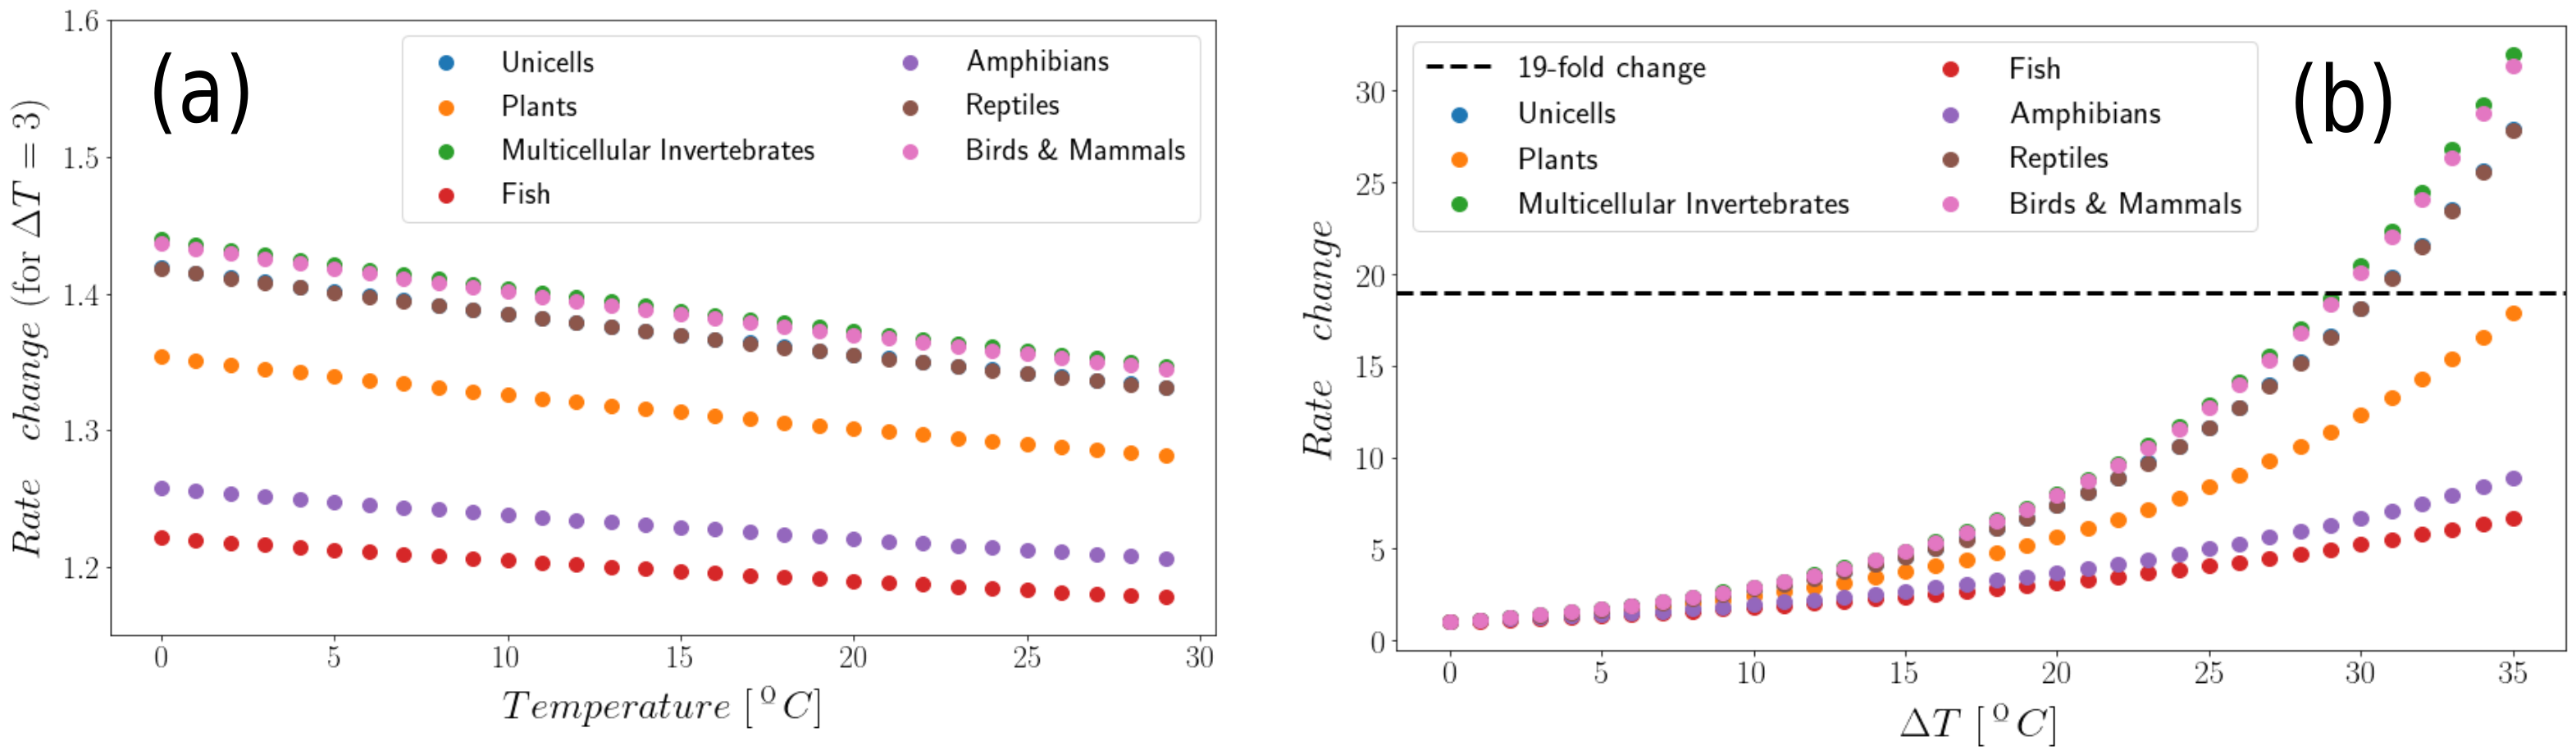 (a)
Unicells
Plants
Multicellular Invertebrates
Fish
Amphibians
Reptiles
Birds & Mammals
Rate change (for ΔT = 3)
1.6
1.5
1.4
1.3
1.2
0 5 10 15 20 25 30
Temperature [ºC]
(b)
19-fold change
Unicells
Plants
Multicellular Invertebrates
Fish
Amphibians
Reptiles
Birds & Mammals
Rate change
30
25
20
15
10
5
0
0 5 10 15 20 25 30 35
ΔT [ºC]